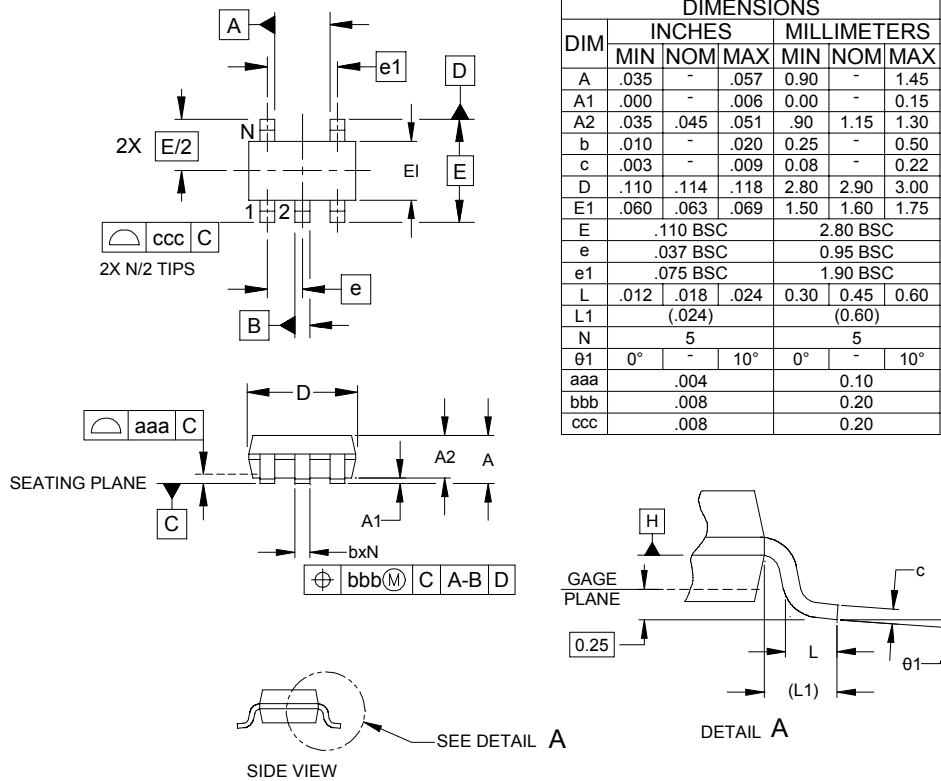 A
e1
D
N
2X E/2
EI
E
1 2
⌓ ccc C
2X N/2 TIPS
e
B
D
⌓ aaa C
A2 A
SEATING PLANE
C
A1
bxN
⌖ bbbⓂ C A-B D
SEE DETAIL A
SIDE VIEW
DIMENSIONS
DIM INCHES MILLIMETERS
MIN NOM MAX MIN NOM MAX
A .035 - .057 0.90 - 1.45
A1 .000 - .006 0.00 - 0.15
A2 .035 .045 .051 .90 1.15 1.30
b .010 - .020 0.25 - 0.50
c .003 - .009 0.08 - 0.22
D .110 .114 .118 2.80 2.90 3.00
E1 .060 .063 .069 1.50 1.60 1.75
E .110 BSC 2.80 BSC
e .037 BSC 0.95 BSC
e1 .075 BSC 1.90 BSC
L .012 .018 .024 0.30 0.45 0.60
L1 (.024) (0.60)
N 5 5
θ1 0° - 10° 0° - 10°
aaa .004 0.10
bbb .008 0.20
ccc .008 0.20
H
GAGE
PLANE
c
0.25
L
θ1
(L1)
DETAIL A